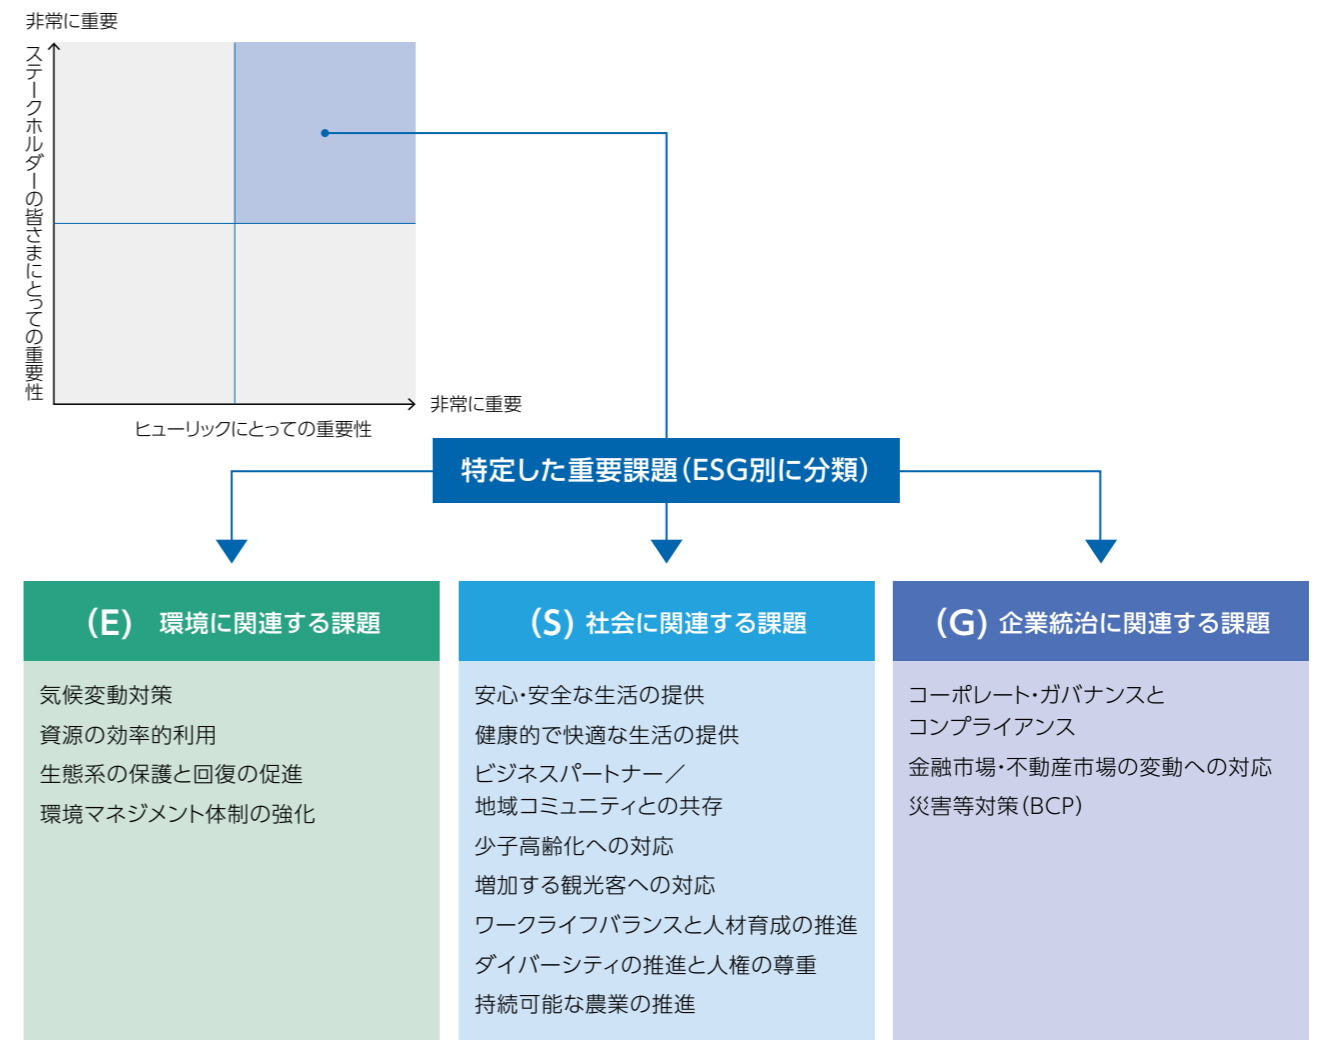 非常に重要
ステークホルダーの皆さまにとっての重要性
非常に重要
ヒューリックにとっての重要性
特定した重要課題（ESG別に分類）
（E） 環境に関連する課題
気候変動対策
資源の効率的利用
生態系の保護と回復の促進
環境マネジメント体制の強化
（S） 社会に関連する課題
安心・安全な生活の提供
健康的で快適な生活の提供
ビジネスパートナー／
地域コミュニティとの共存
少子高齢化への対応
増加する観光客への対応
ワークライフバランスと人材育成の推進
ダイバーシティの推進と人権の尊重
持続可能な農業の推進
（G） 企業統治に関連する課題
コーポレート・ガバナンスと
コンプライアンス
金融市場・不動産市場の変動への対応
災害等対策（BCP）